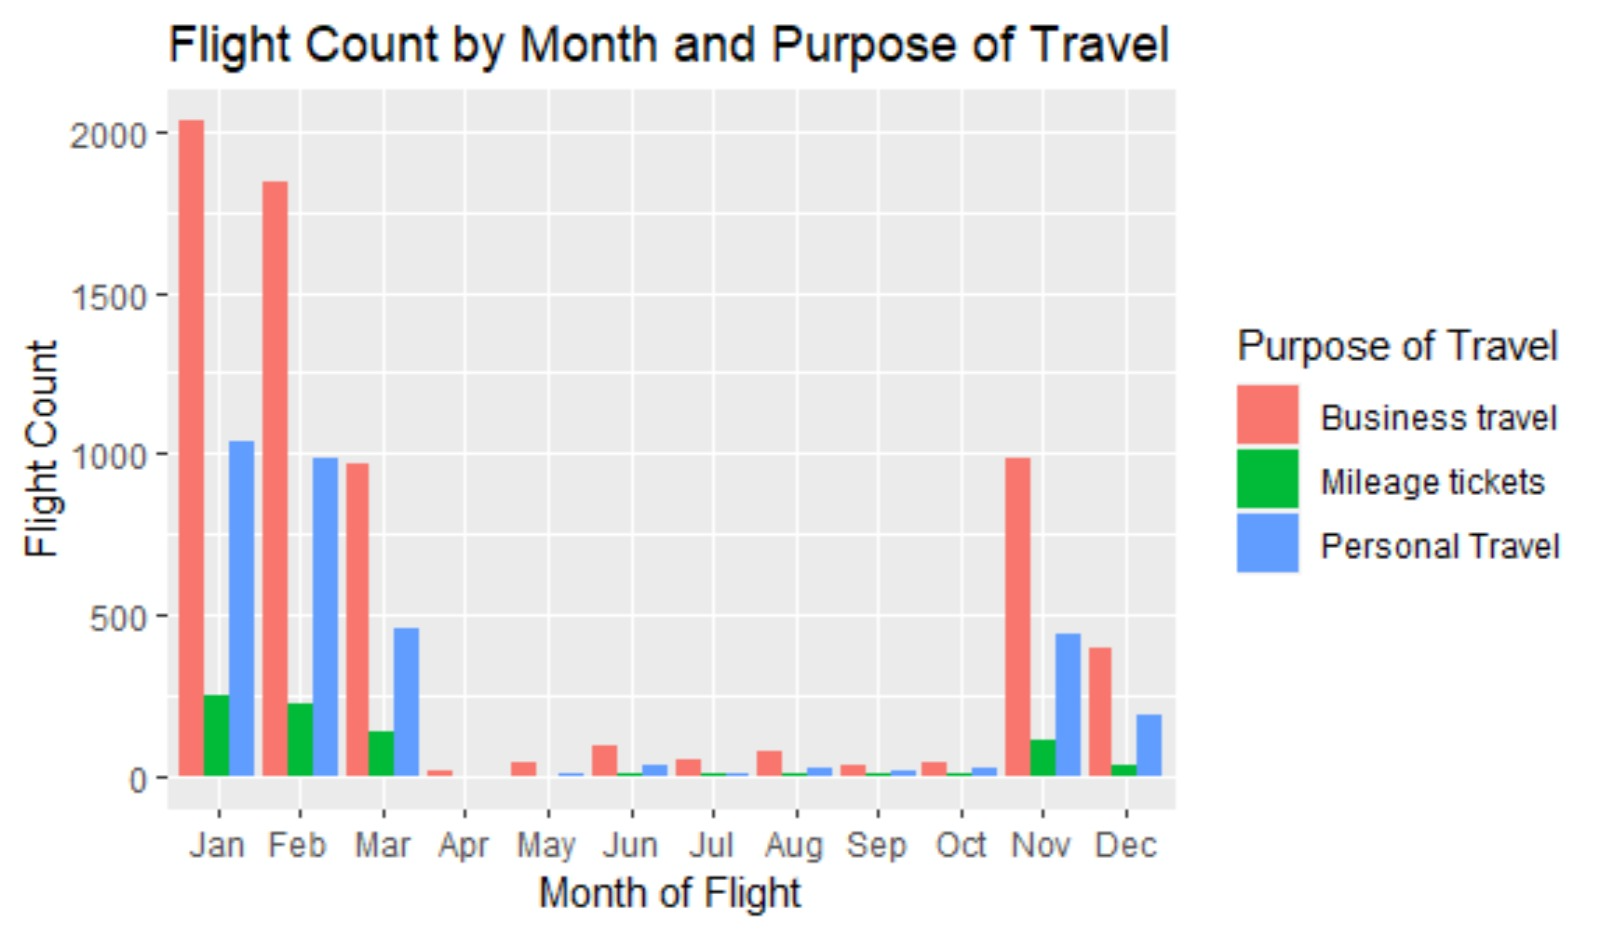 Flight Count by Month and Purpose of Travel
2000
1500
1000
500
0
Flight Count
Jan Feb Mar Apr May Jun Jul Aug Sep Oct Nov Dec
Month of Flight
Purpose of Travel
Business travel
Mileage tickets
Personal Travel